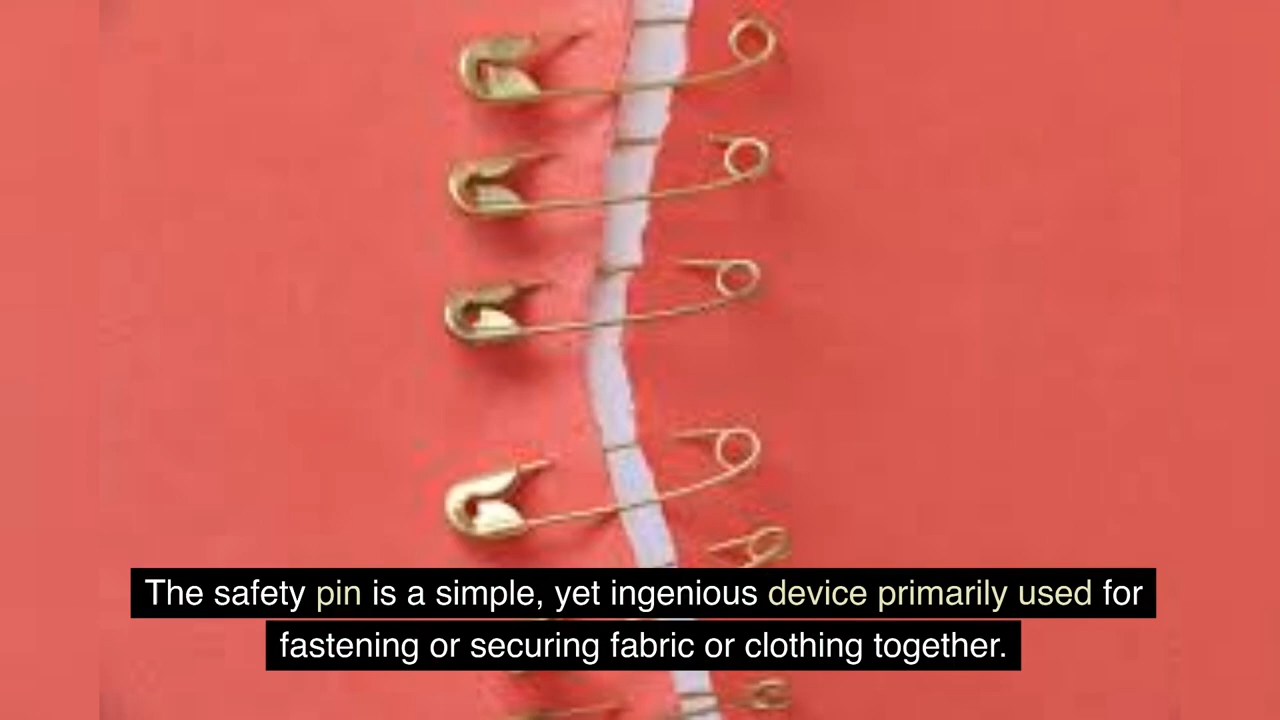 The safety pin is a simple, yet ingenious device primarily used for
fastening or securing fabric or clothing together.